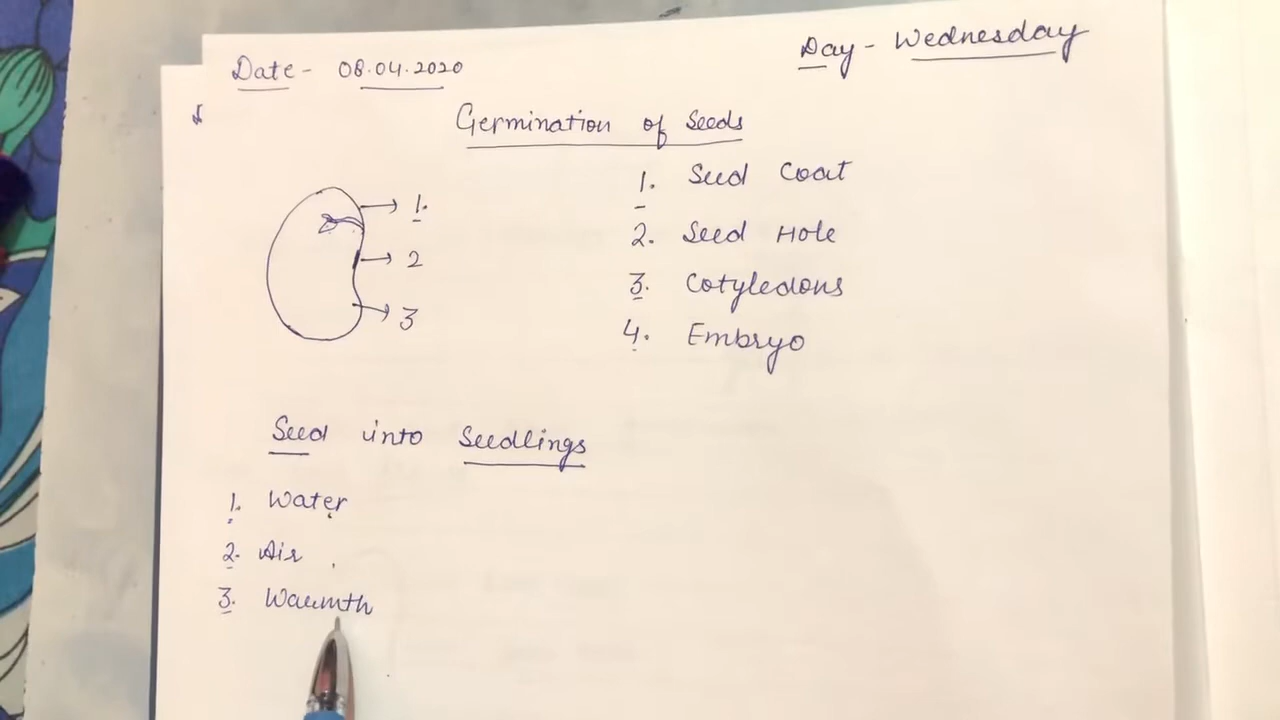 Date - 08.04.2020
Day - Wednesday
Germination of Seeds
1.
2
3
1. Seed Coat
2. Seed Hole
3. Cotyledons
4. Embryo
Seed into Seedlings
1. Water
2. Air
3. Warmth